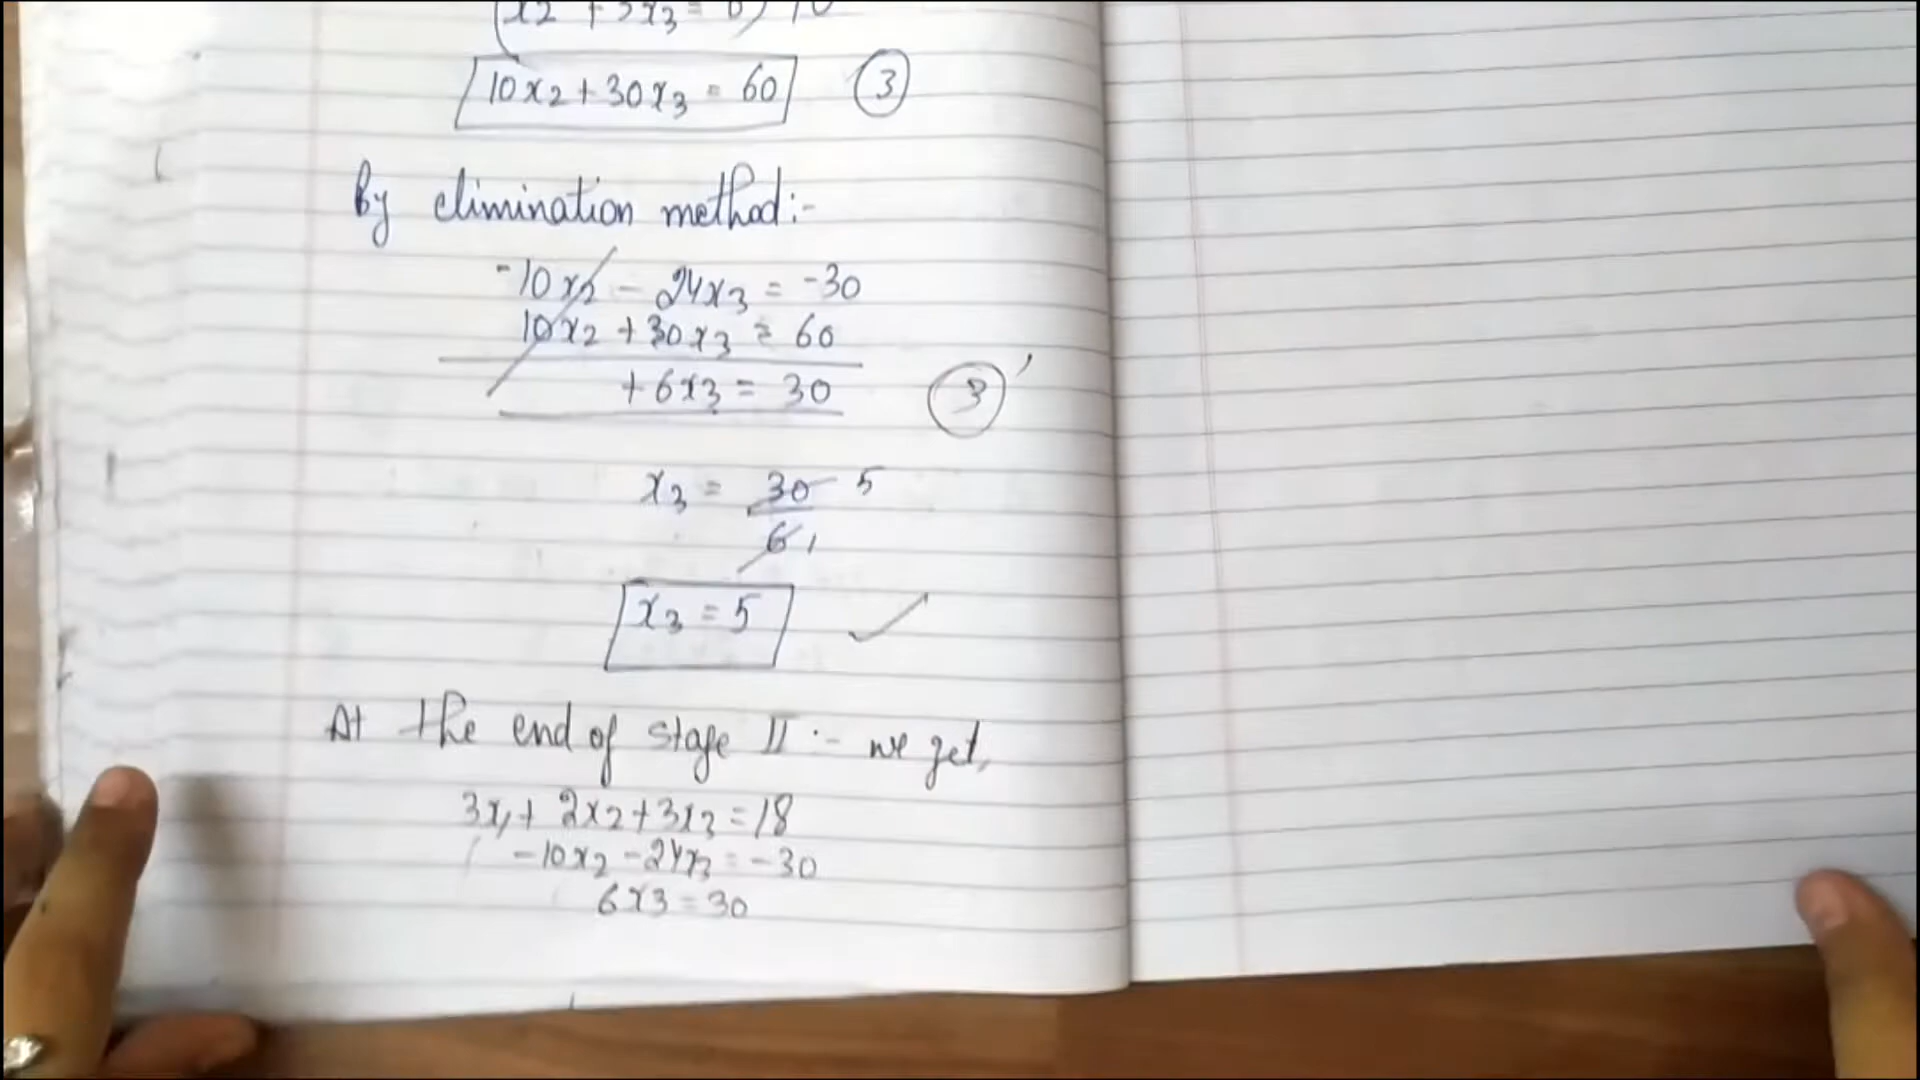 10x2 + 30x3 = 60 3
By elimination method:-
-10x2 - 24x3 = -30
10x2 + 30x3 = 60
+ 6x3 = 30 3'
x3 = 30 5
6 1
x3 = 5 ✓
At the end of stage II :- we get,
3x1 + 2x2 + 3x3 = 18
-10x2 - 24x3 = -30
6x3 = 30